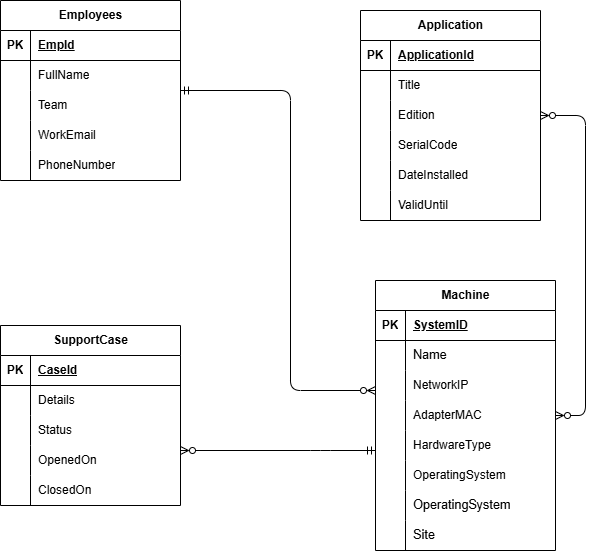 Employees
PK EmpId
FullName
Team
WorkEmail
PhoneNumber
Application
PK ApplicationId
Title
Edition
SerialCode
DateInstalled
ValidUntil
Machine
PK SystemID
Name
NetworkIP
AdapterMAC
HardwareType
OperatingSystem
OperatingSystem
Site
SupportCase
PK CaseId
Details
Status
OpenedOn
ClosedOn